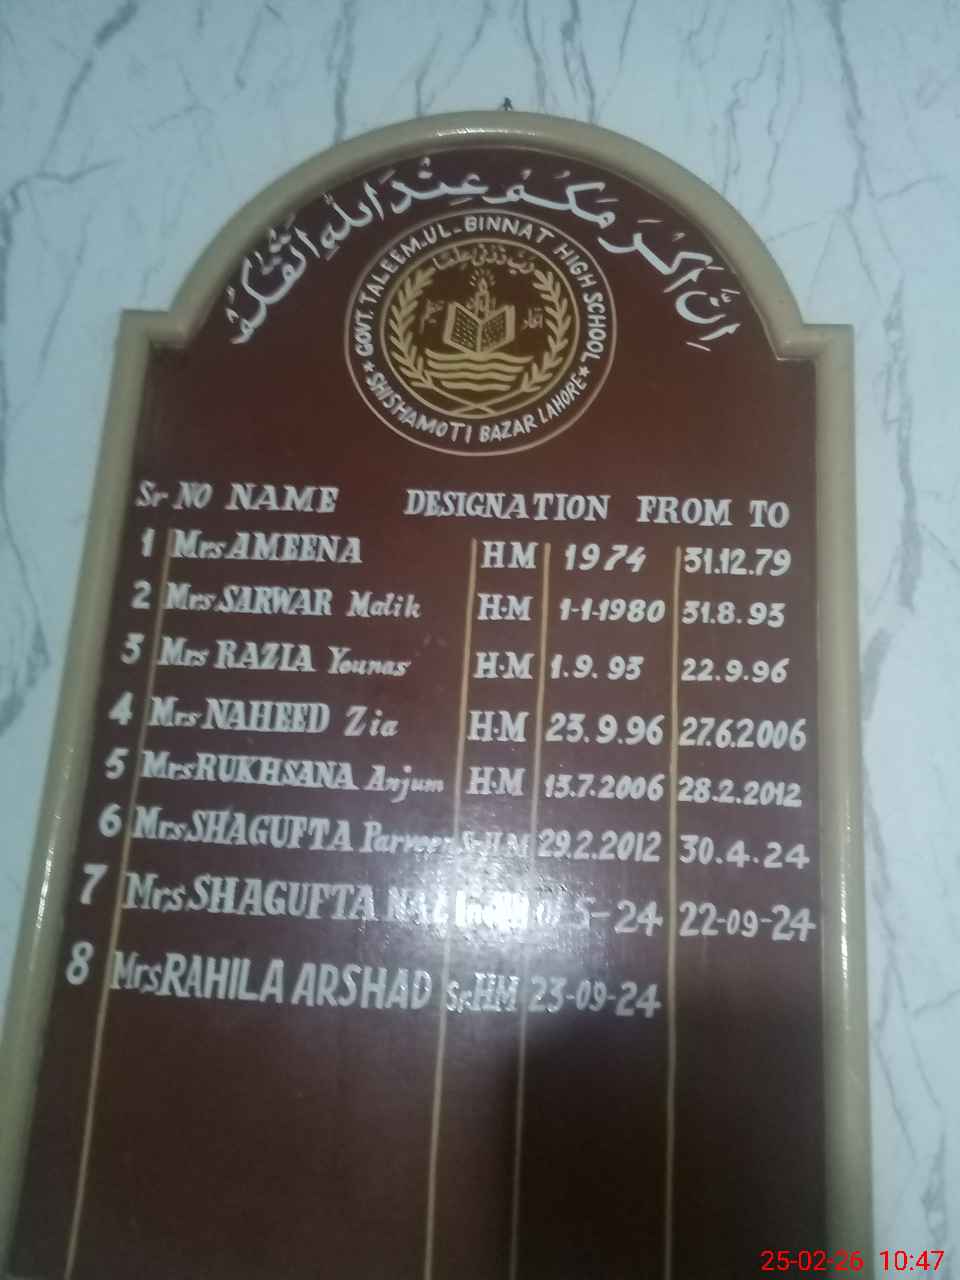 اِنَّ اَكْرَمَكُمْ عِنْدَ اللّٰهِ اَتْقٰكُمْ
GOVT. TALEEM-UL-BINNAT HIGH SCHOOL
★ SHISHAMOTI BAZAR LAHORE ★
Sr NO NAME DESIGNATION FROM TO
1 Mrs AMEENA HM 1974 31.12.79
2 Mrs SARWAR Malik H.M 1-1-1980 31.8.93
3 Mrs RAZIA Younas H.M 1.9.93 22.9.96
4 Mrs NAHEED Zia H.M 23.9.96 27.6.2006
5 Mrs RUKHSANA Anjum H.M 13.7.2006 28.2.2012
6 Mrs SHAGUFTA Parveen HM 29.2.2012 30.4.24
7 Mrs SHAGUFTA 5-24 22-09-24
8 Mrs RAHILA ARSHAD Sr.HM 23-09-24
25-02-26 10:47